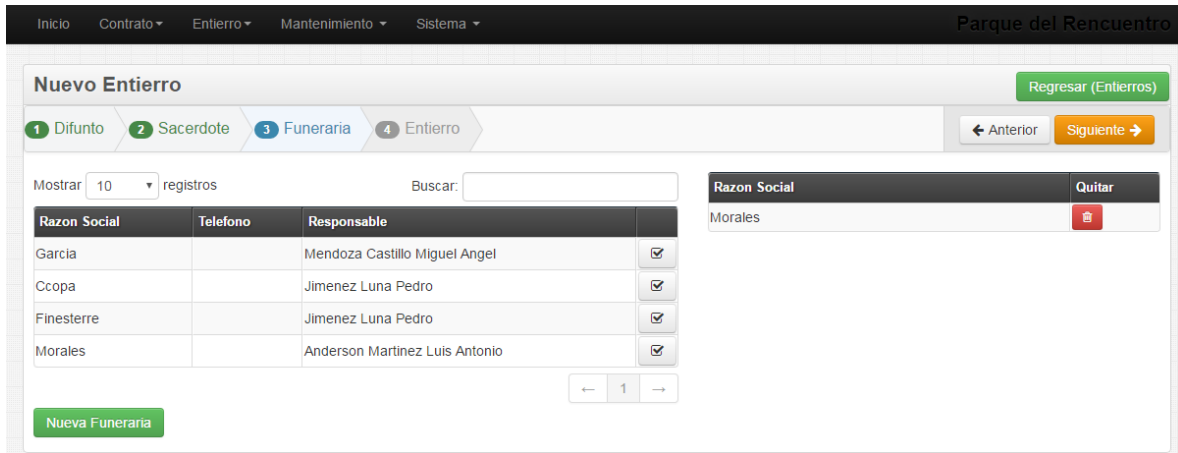 Inicio Contrato Entierro Mantenimiento Sistema Parque del Rencuentro
Nuevo Entierro Regresar (Entierros)
1 Difunto 2 Sacerdote 3 Funeraria 4 Entierro ← Anterior Siguiente →
Mostrar 10 registros Buscar:
Razon Social Telefono Responsable
Garcia Mendoza Castillo Miguel Angel
Ccopa Jimenez Luna Pedro
Finesterre Jimenez Luna Pedro
Morales Anderson Martinez Luis Antonio
← 1 →
Nueva Funeraria
Razon Social Quitar
Morales